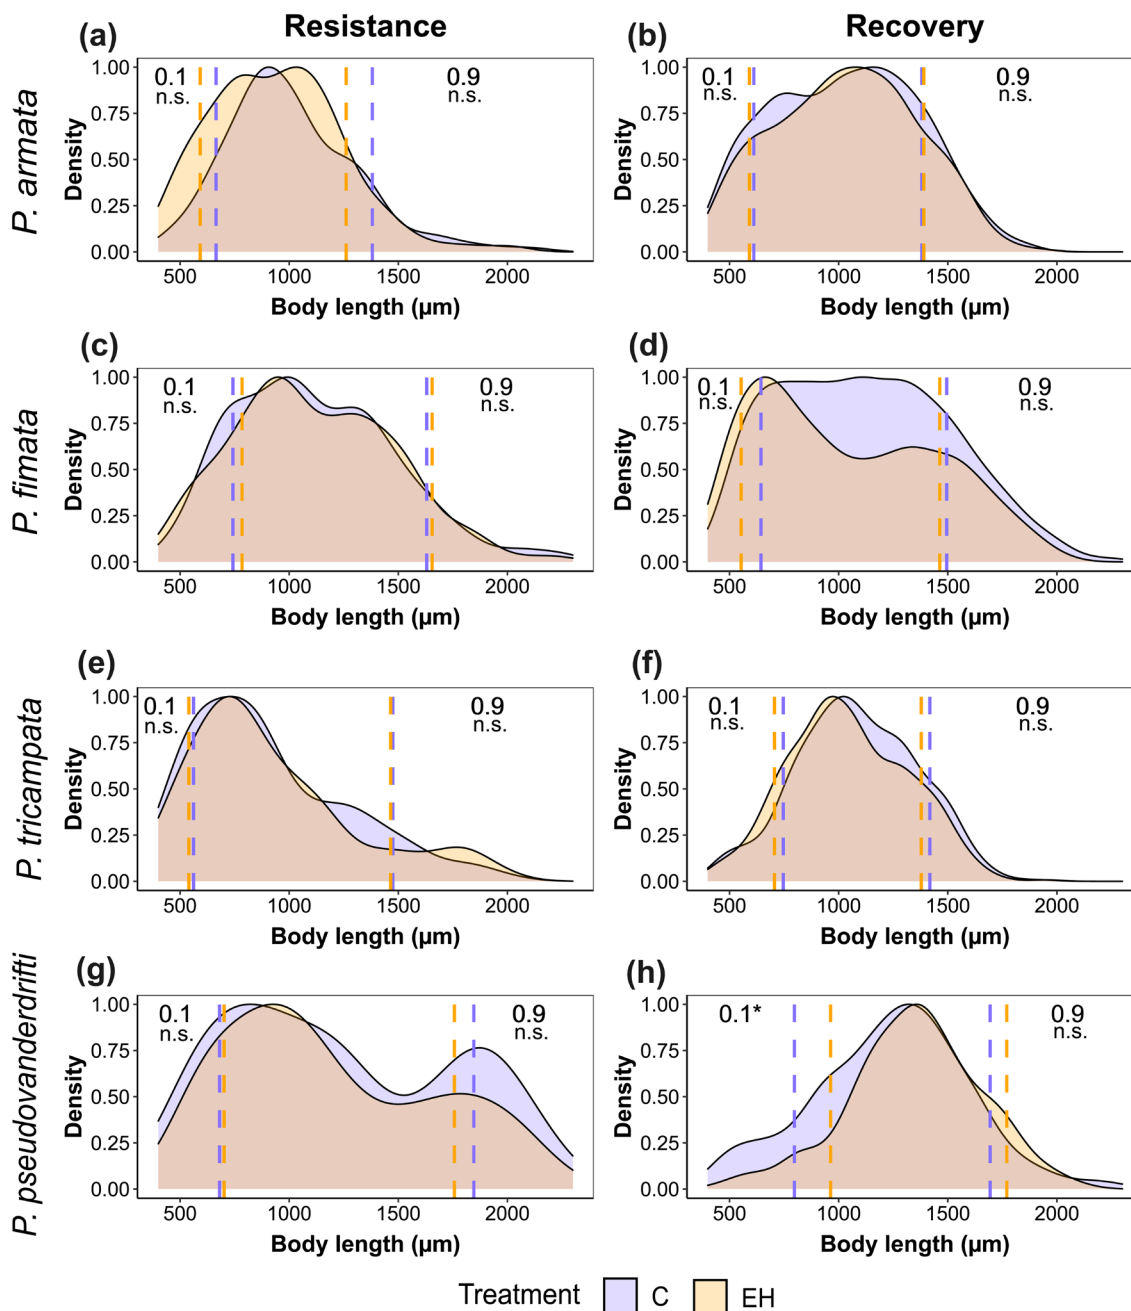 Resistance
Recovery
(a)
(b)
P. armata
Density
1.00
0.75
0.50
0.25
0.00
0.1
n.s.
0.9
n.s.
500 1000 1500 2000
Body length (µm)
Density
1.00
0.75
0.50
0.25
0.00
0.1
n.s.
0.9
n.s.
500 1000 1500 2000
Body length (µm)
(c)
(d)
P. fimata
Density
1.00
0.75
0.50
0.25
0.00
0.1
n.s.
0.9
n.s.
500 1000 1500 2000
Body length (µm)
Density
1.00
0.75
0.50
0.25
0.00
0.1
n.s.
0.9
n.s.
500 1000 1500 2000
Body length (µm)
(e)
(f)
P. tricampata
Density
1.00
0.75
0.50
0.25
0.00
0.1
n.s.
0.9
n.s.
500 1000 1500 2000
Body length (µm)
Density
1.00
0.75
0.50
0.25
0.00
0.1
n.s.
0.9
n.s.
500 1000 1500 2000
Body length (µm)
(g)
(h)
P. pseudovanderdrifti
Density
1.00
0.75
0.50
0.25
0.00
0.1
n.s.
0.9
n.s.
500 1000 1500 2000
Body length (µm)
Density
1.00
0.75
0.50
0.25
0.00
0.1*
0.9
n.s.
500 1000 1500 2000
Body length (µm)
Treatment C EH